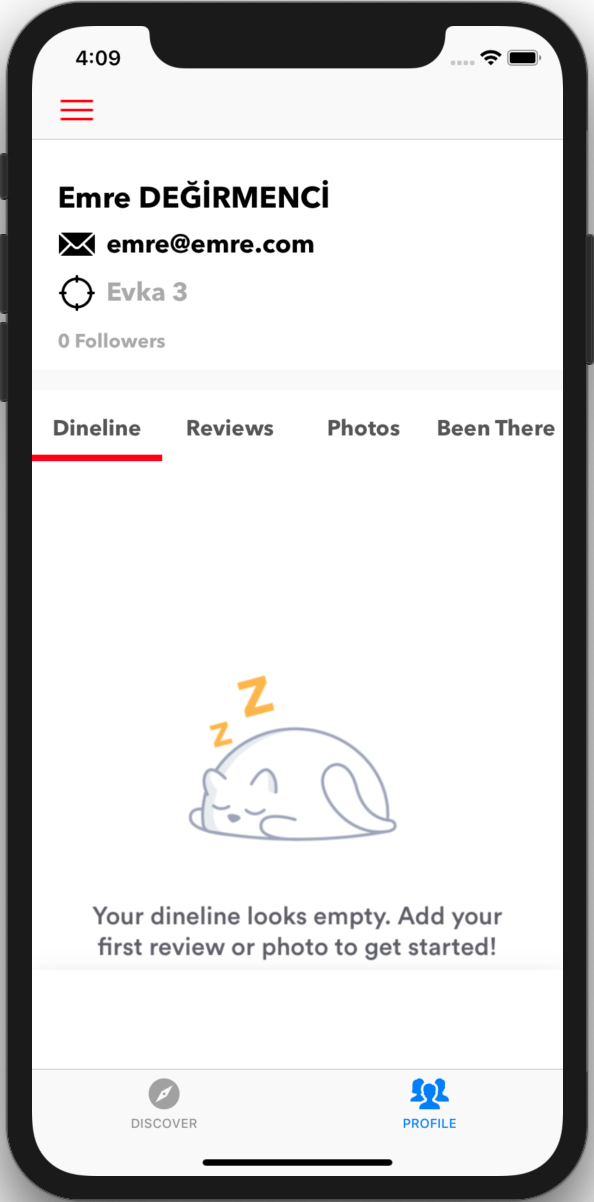 4:09
Emre DEĞİRMENCİ
emre@emre.com
Evka 3
0 Followers
Dineline Reviews Photos Been There
Z
Z
Your dineline looks empty. Add your
first review or photo to get started!
DISCOVER PROFILE